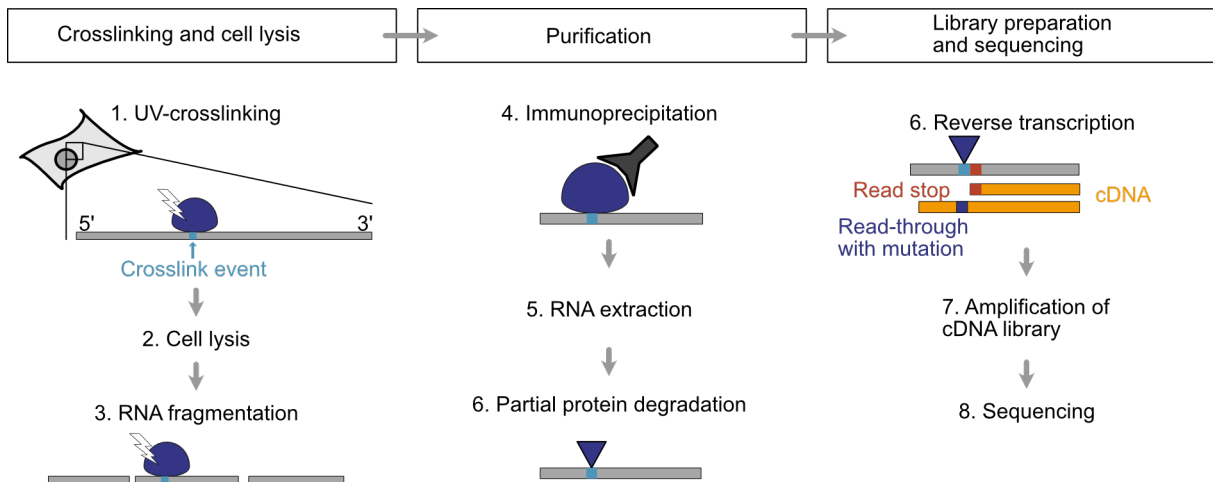 Crosslinking and cell lysis
Purification
Library preparation
and sequencing
1. UV-crosslinking
5'
3'
Crosslink event
2. Cell lysis
3. RNA fragmentation
4. Immunoprecipitation
5. RNA extraction
6. Partial protein degradation
6. Reverse transcription
Read stop
cDNA
Read-through
with mutation
7. Amplification of
cDNA library
8. Sequencing